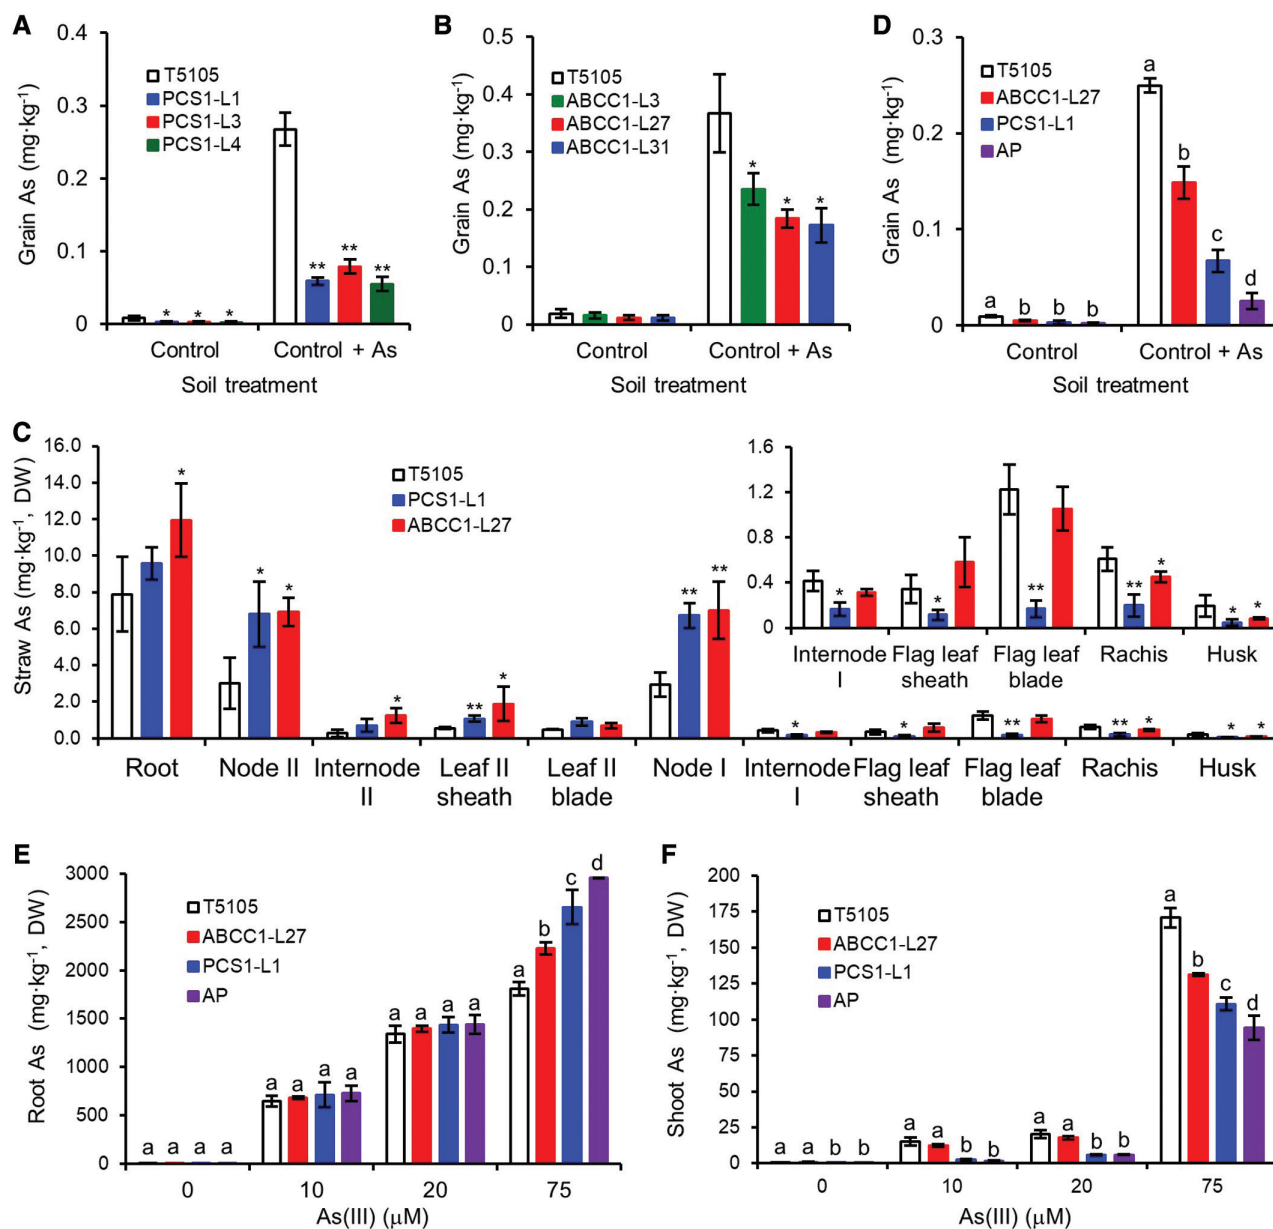 A
Grain As (mg·kg-1)
0.4
0.3
0.2
0.1
0
T5105
PCS1-L1
PCS1-L3
PCS1-L4
* * *
** ** **
Control
Control + As
Soil treatment
B
Grain As (mg·kg-1)
0.5
0.4
0.3
0.2
0.1
0
T5105
ABCC1-L3
ABCC1-L27
ABCC1-L31
* * *
Control
Control + As
Soil treatment
D
Grain As (mg·kg-1)
0.3
0.2
0.1
0
T5105
ABCC1-L27
PCS1-L1
AP
a b b b
a b c d
Control
Control + As
Soil treatment
C
Straw As (mg·kg-1, DW)
16.0
14.0
12.0
10.0
8.0
6.0
4.0
2.0
0.0
T5105
PCS1-L1
ABCC1-L27
*
* *
*
** *
** **
*
*
**
** *
* *
Root
Node II
Internode
II
Leaf II
sheath
Leaf II
blade
Node I
Internode
I
Flag leaf
sheath
Flag leaf
blade
Rachis
Husk
1.6
1.2
0.8
0.4
0
*
*
**
** *
* *
Internode
I
Flag leaf
sheath
Flag leaf
blade
Rachis
Husk
E
Root As (mg·kg-1, DW)
3000
2500
2000
1500
1000
500
0
T5105
ABCC1-L27
PCS1-L1
AP
a a a a
a a a a
a a a a
a b c d
0
10
20
75
As(III) (μM)
F
Shoot As (mg·kg-1, DW)
200
175
150
125
100
75
50
25
0
T5105
ABCC1-L27
PCS1-L1
AP
a a b b
a a b b
a a b b
a b c d
0
10
20
75
As(III) (μM)